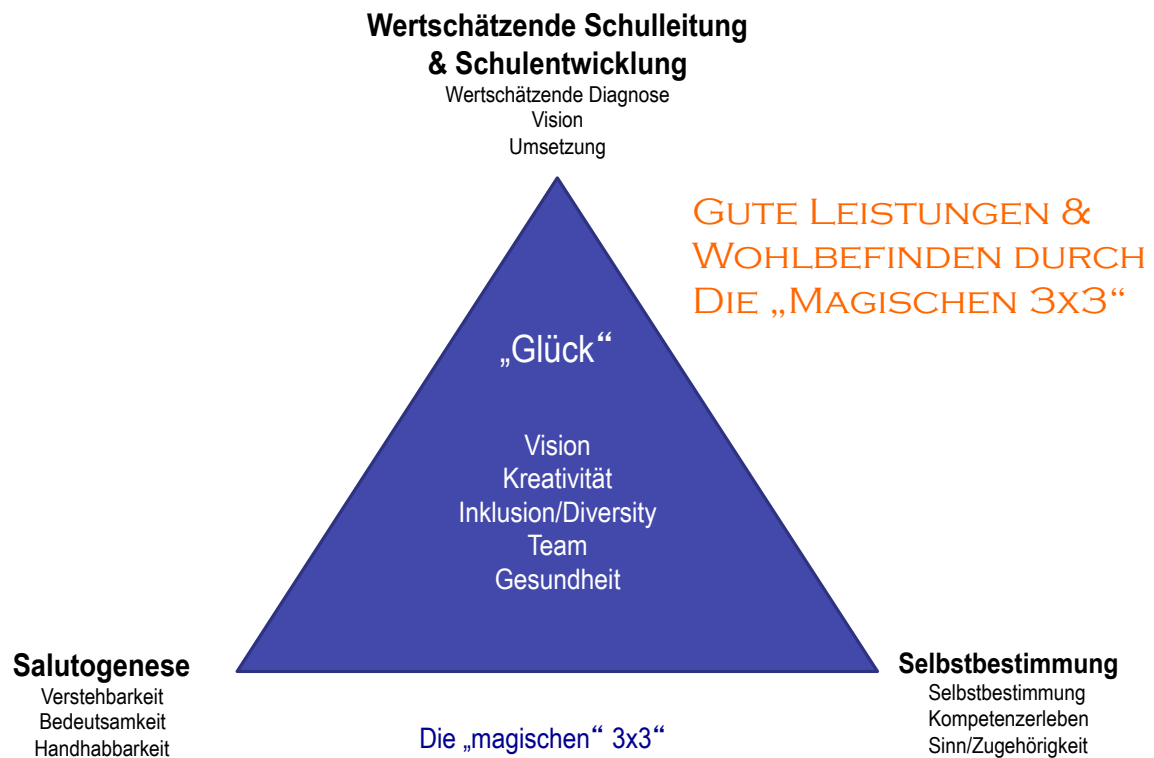 Wertschätzende Schulleitung
& Schulentwicklung
Wertschätzende Diagnose
Vision
Umsetzung
Gute Leistungen &
Wohlbefinden durch
Die „Magischen 3x3“
„Glück“
Vision
Kreativität
Inklusion/Diversity
Team
Gesundheit
Salutogenese
Verstehbarkeit
Bedeutsamkeit
Handhabbarkeit
Die „magischen“ 3x3“
Selbstbestimmung
Selbstbestimmung
Kompetenzerleben
Sinn/Zugehörigkeit